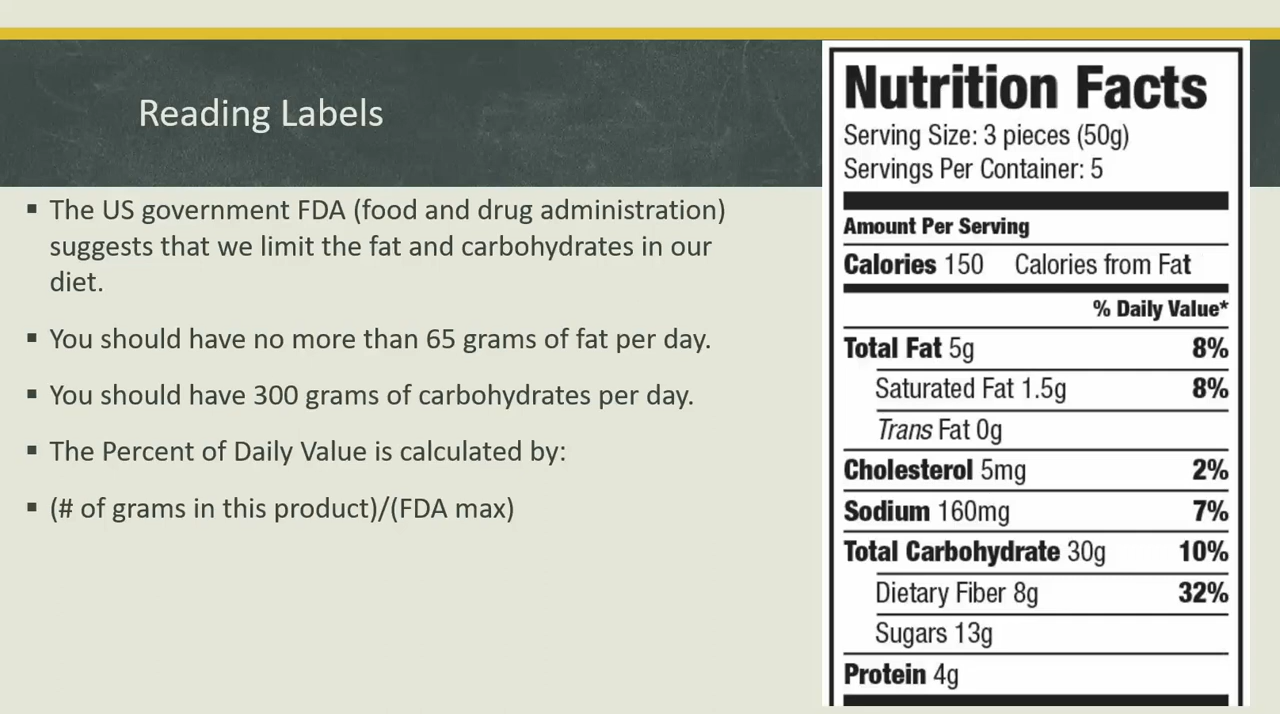 Reading Labels
▪ The US government FDA (food and drug administration)
suggests that we limit the fat and carbohydrates in our
diet.
▪ You should have no more than 65 grams of fat per day.
▪ You should have 300 grams of carbohydrates per day.
▪ The Percent of Daily Value is calculated by:
▪ (# of grams in this product)/(FDA max)
Nutrition Facts
Serving Size: 3 pieces (50g)
Servings Per Container: 5
Amount Per Serving
Calories 150 Calories from Fat
% Daily Value*
Total Fat 5g 8%
Saturated Fat 1.5g 8%
Trans Fat 0g
Cholesterol 5mg 2%
Sodium 160mg 7%
Total Carbohydrate 30g 10%
Dietary Fiber 8g 32%
Sugars 13g
Protein 4g